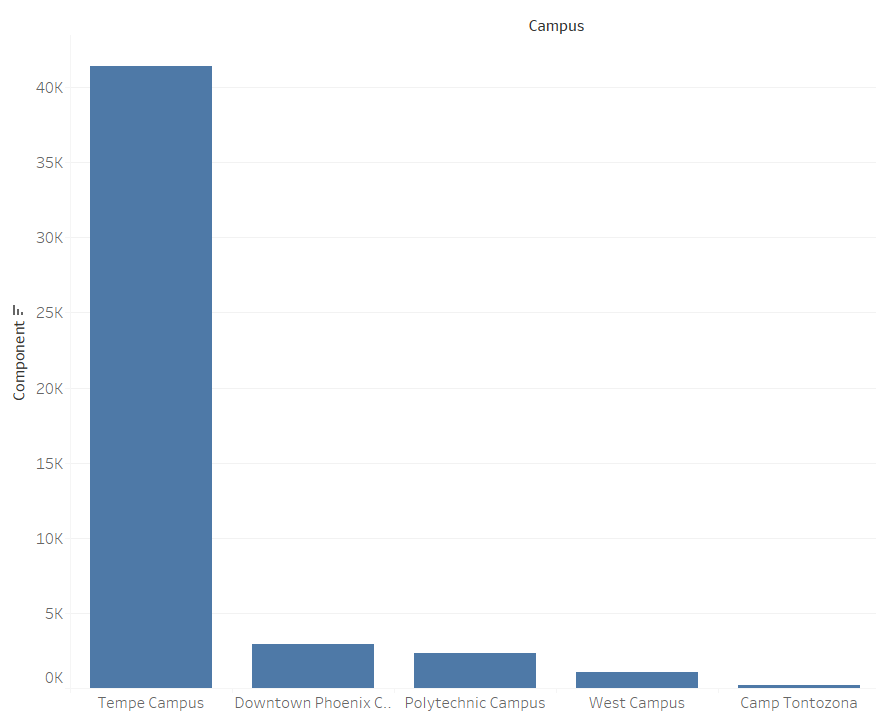 Campus
40K
35K
30K
25K
20K
15K
10K
5K
0K
Component
Tempe Campus
Downtown Phoenix C..
Polytechnic Campus
West Campus
Camp Tontozona